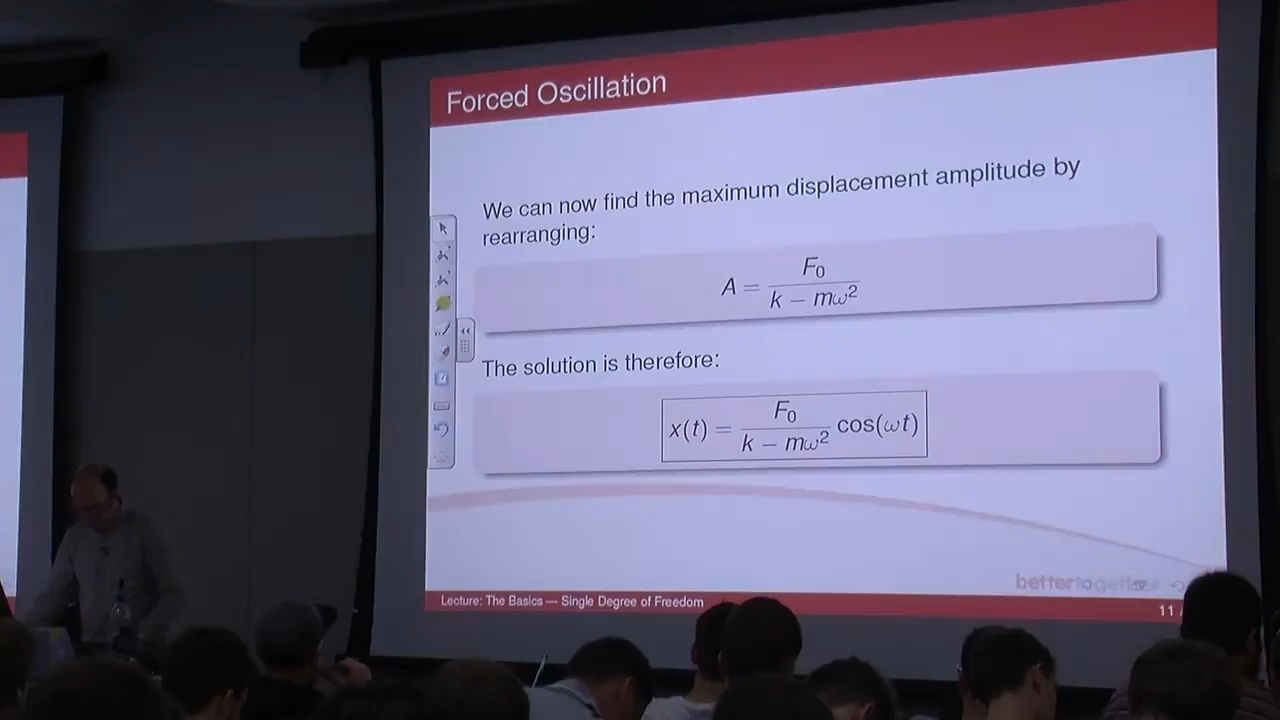 Forced Oscillation
We can now find the maximum displacement amplitude by
rearranging:
A = F₀ / (k − mω²)
The solution is therefore:
x(t) = F₀ / (k − mω²) cos(ωt)
bettertogether
Lecture: The Basics — Single Degree of Freedom
11 /